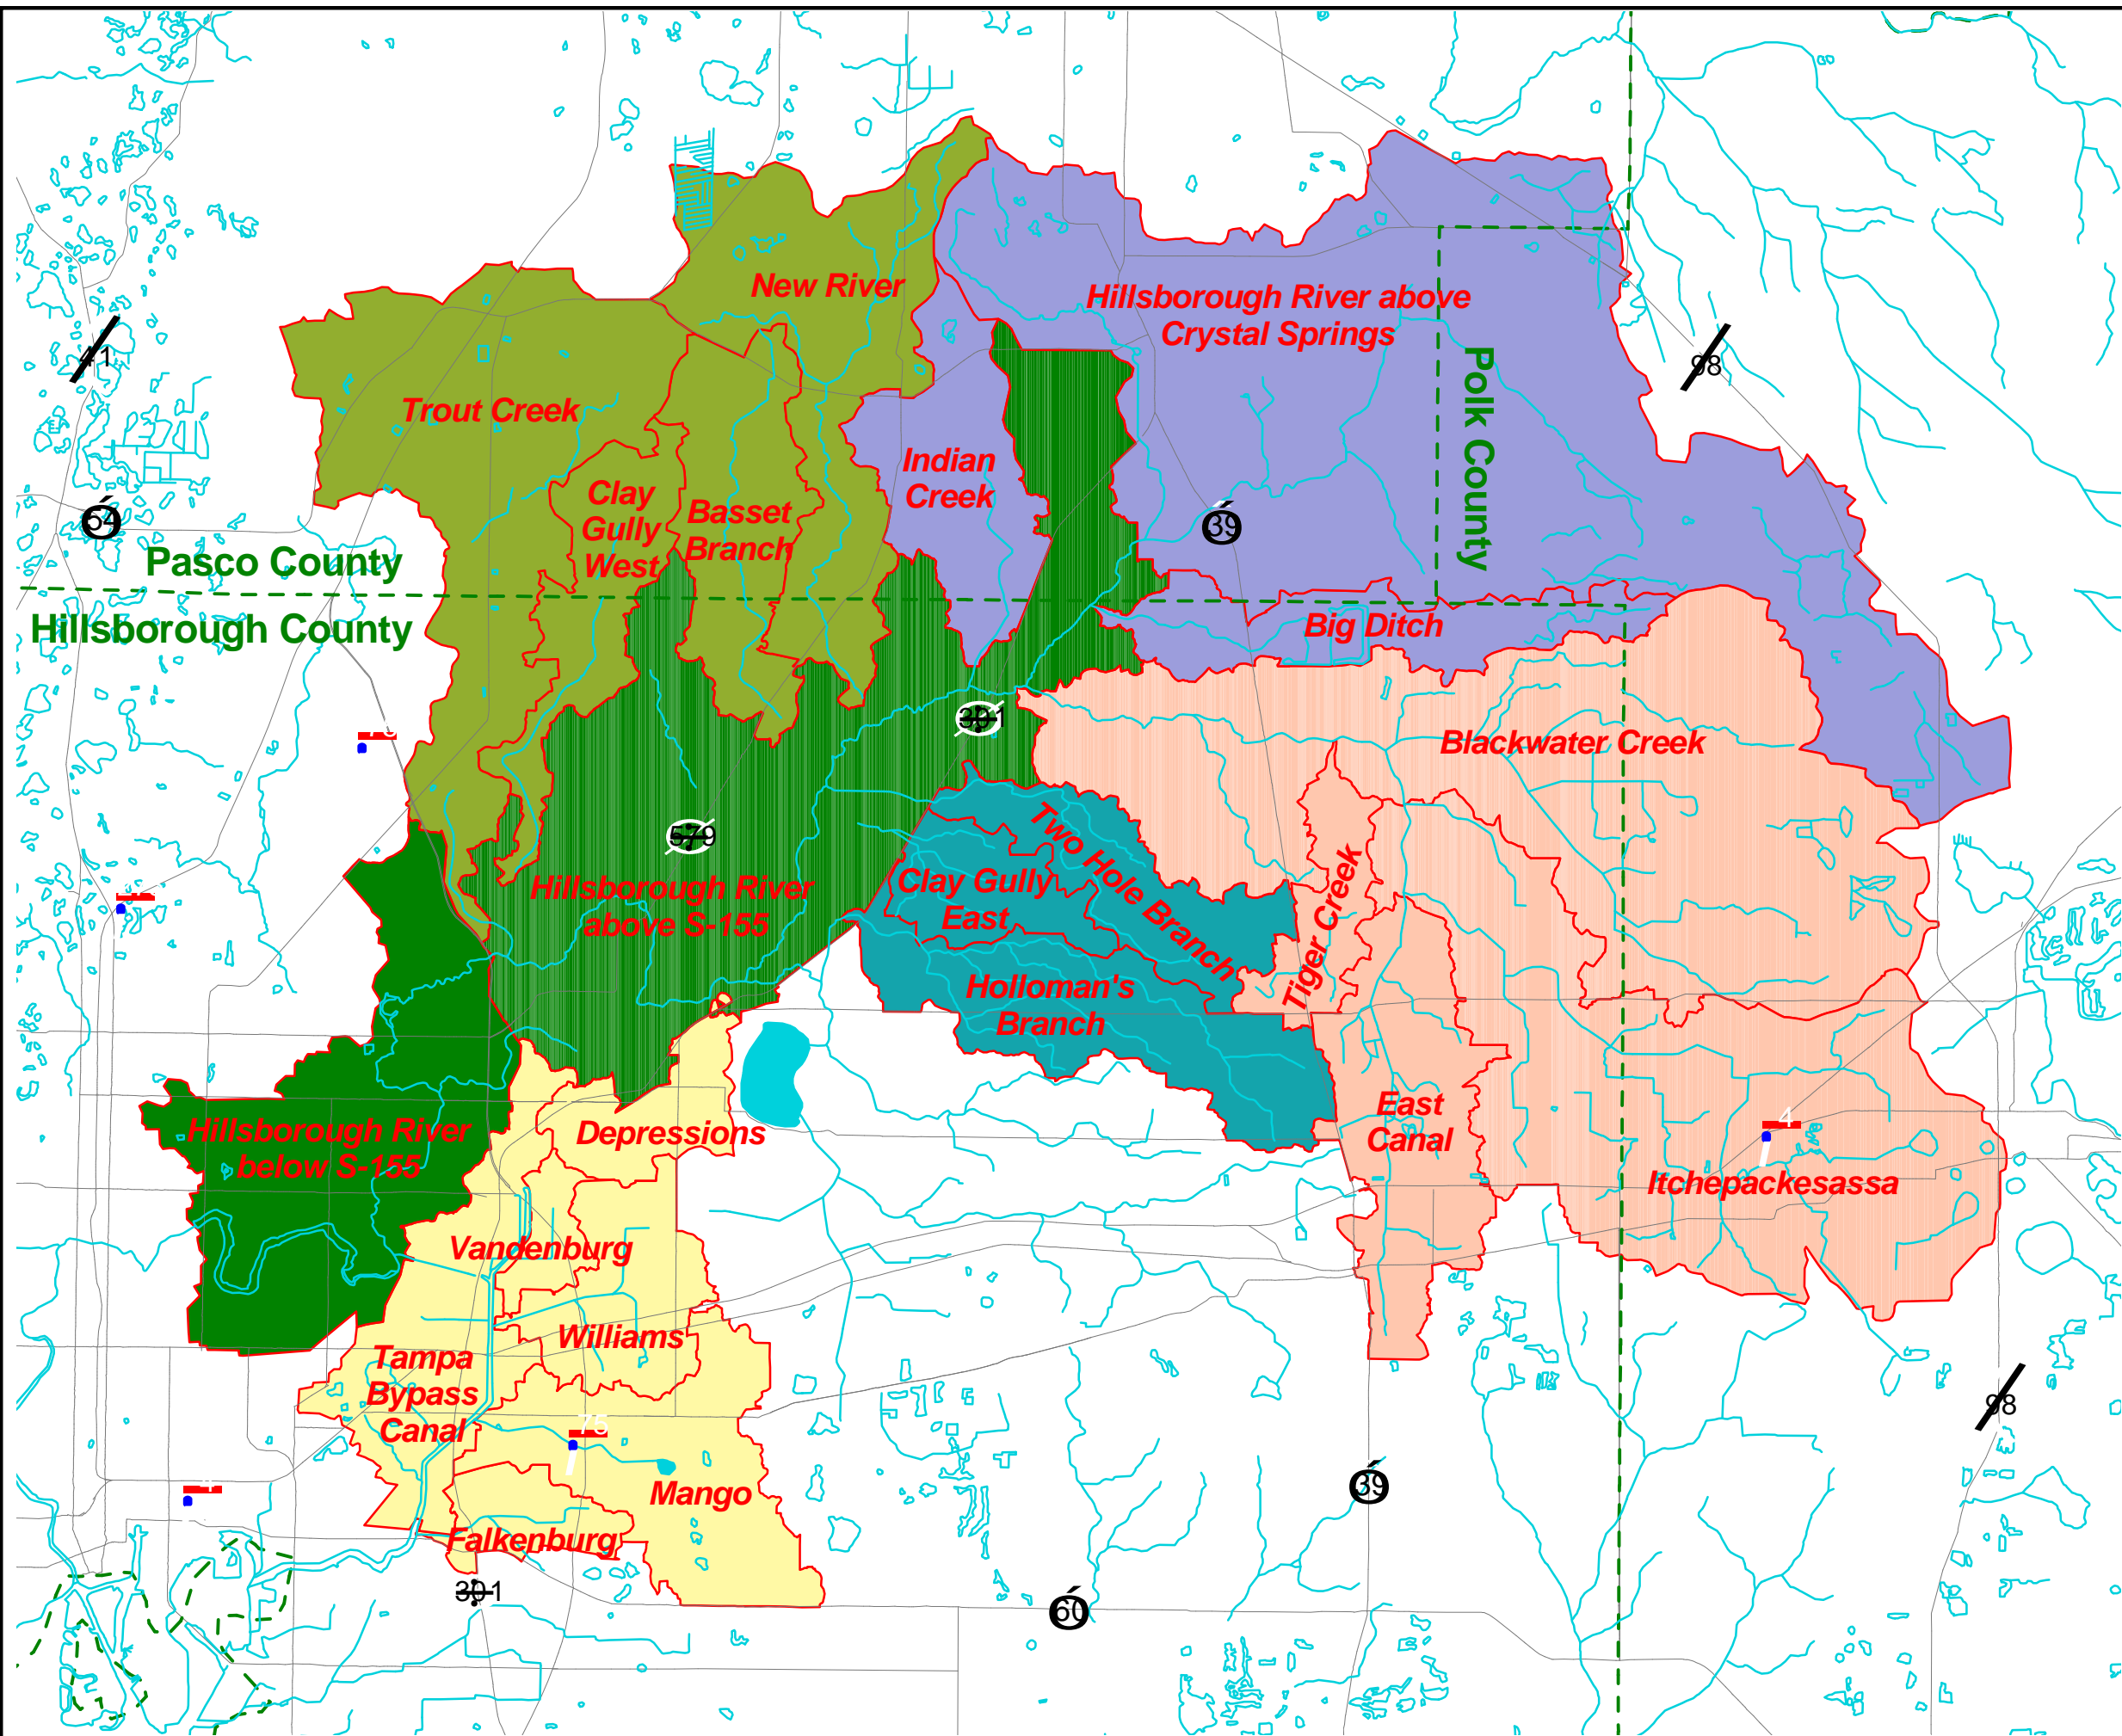 New River
Hillsborough River above
Crystal Springs
41
98
Polk County
Trout Creek
Indian
Creek
Clay
Gully
West
Basset
Branch
54
39
Pasco County
Hillsborough County
Big Ditch
301
Blackwater Creek
579
Two Hole Branch
Tiger Creek
Hillsborough River
above S-155
Clay Gully
East
Holloman's
Branch
East
Canal
4
Hillsborough River
below S-155
Depressions
Itchepackesassa
Vandenburg
Williams
Tampa
Bypass
Canal
98
75
Mango
39
Falkenburg
301
60